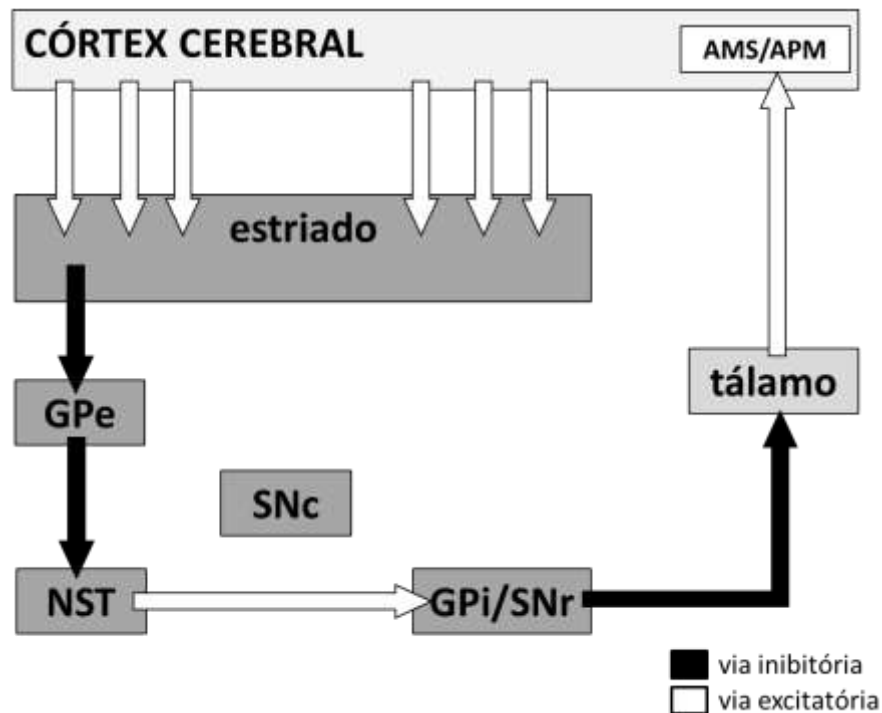 CÓRTEX CEREBRAL
AMS/APM
estriado
tálamo
GPe
SNc
NST
GPi/SNr
via inibitória
via excitatória